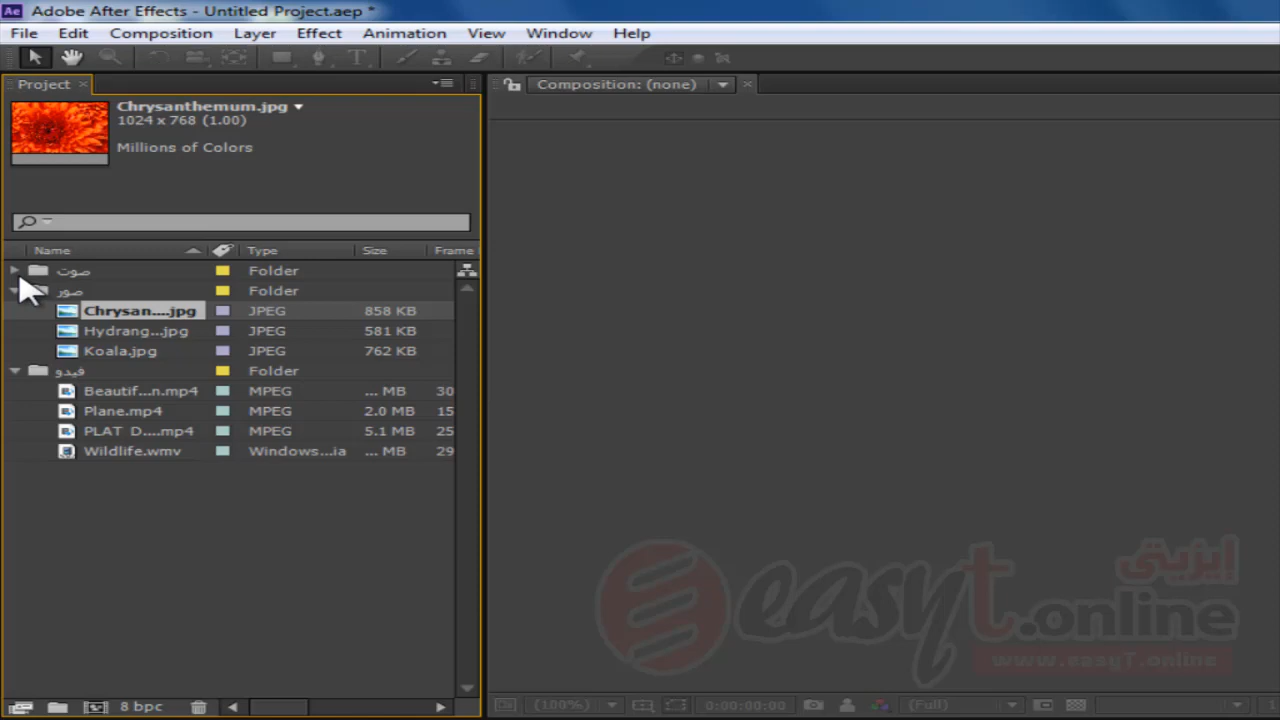 Ae Adobe After Effects - Untitled Project.aep *
File Edit Composition Layer Effect Animation View Window Help
Project × Composition: (none) ×
Chrysanthemum.jpg
1024 x 768 (1.00)
Millions of Colors
Name Type Size Frame
صوت Folder
صور Folder
Chrysan....jpg JPEG 858 KB
Hydrang...jpg JPEG 581 KB
Koala.jpg JPEG 762 KB
فيدو Folder
Beautif...n.mp4 MPEG ... MB 30
Plane.mp4 MPEG 2.0 MB 15
PLAT D....mp4 MPEG 5.1 MB 25
Wildlife.wmv Windows...ia ... MB 29
إيزيتي
easyt.online
www.easyT.online
8 bpc (100%) 0:00:00:00 (Full) 1